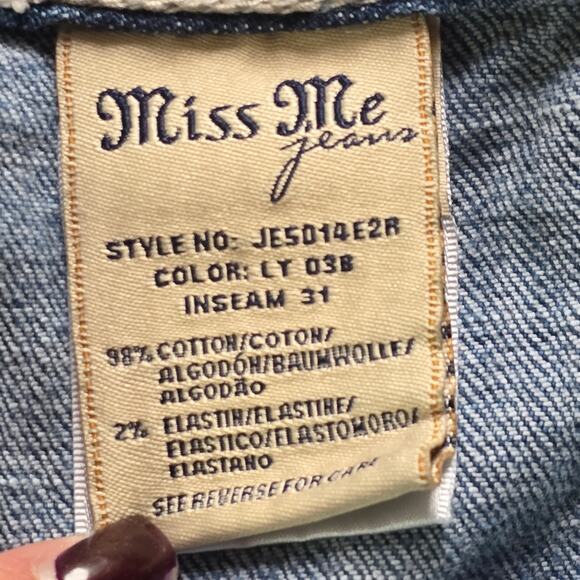 Miss Me
jeans
STYLE NO: JE5014E2R
COLOR: LT 038
INSEAM 31
98% COTTON/COTON/
ALGODÓN/BAUMWOLLE/
ALGODÃO
2% ELASTIN/ELASTINE/
ELASTICO/ELASTOMORO/
ELASTANO
SEE REVERSE FOR CARE